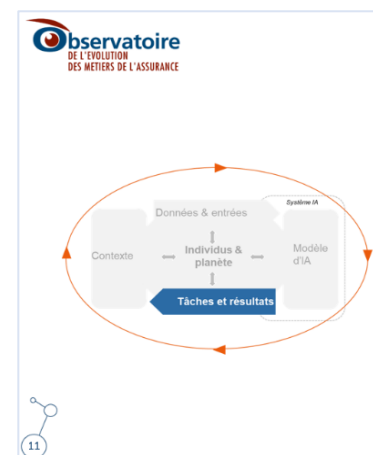 Observatoire
DE L'EVOLUTION
DES METIERS DE L'ASSURANCE
Système IA
Données & entrées
Contexte
Individus &
planète
Modèle
d'IA
Tâches et résultats
11